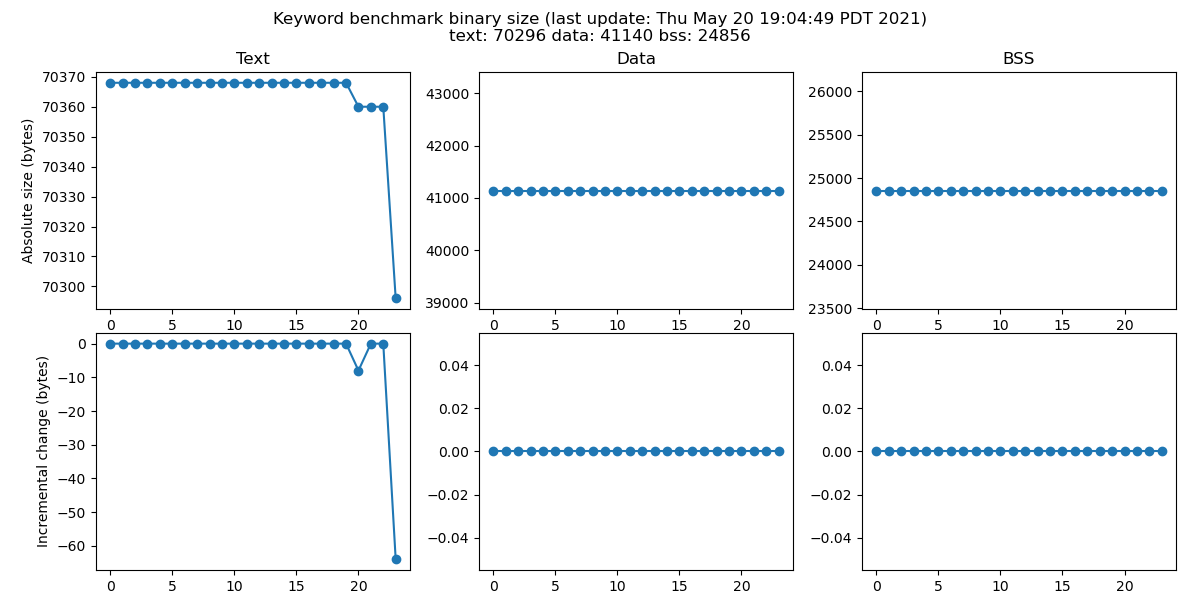 Keyword benchmark binary size (last update: Thu May 20 19:04:49 PDT 2021)
text: 70296 data: 41140 bss: 24856
Text
Data
BSS
Absolute size (bytes)
70370
70360
70350
70340
70330
70320
70310
70300
0 5 10 15 20
43000
42000
41000
40000
39000
0 5 10 15 20
26000
25500
25000
24500
24000
23500
0 5 10 15 20
Incremental change (bytes)
0
−10
−20
−30
−40
−50
−60
0 5 10 15 20
0.04
0.02
0.00
−0.02
−0.04
0 5 10 15 20
0.04
0.02
0.00
−0.02
−0.04
0 5 10 15 20